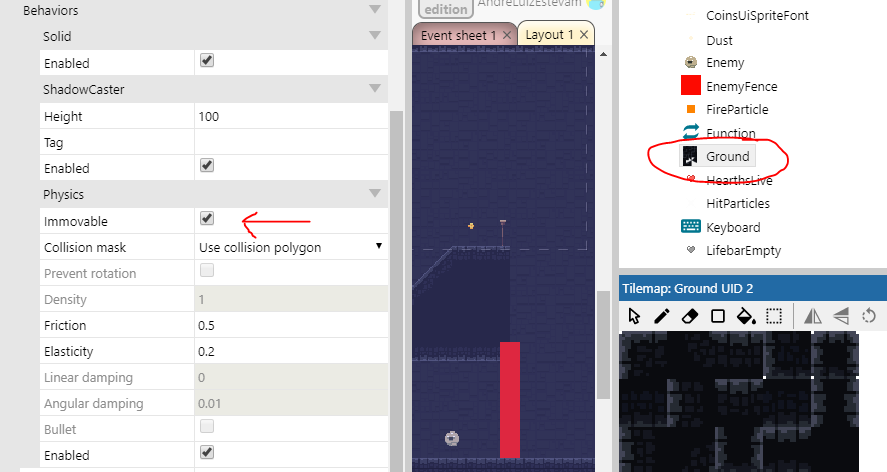 Behaviors
Solid
Enabled
ShadowCaster
Height 100
Tag
Enabled
Physics
Immovable
Collision mask Use collision polygon
Prevent rotation
Density 1
Friction 0.5
Elasticity 0.2
Linear damping 0
Angular damping 0.01
Bullet
Enabled
edition AndreLuizEstevam
Event sheet 1 Layout 1
CoinsUiSpriteFont
Dust
Enemy
EnemyFence
FireParticle
Function
Ground
HearthsLive
HitParticles
Keyboard
LifebarEmpty
Tilemap: Ground UID 2